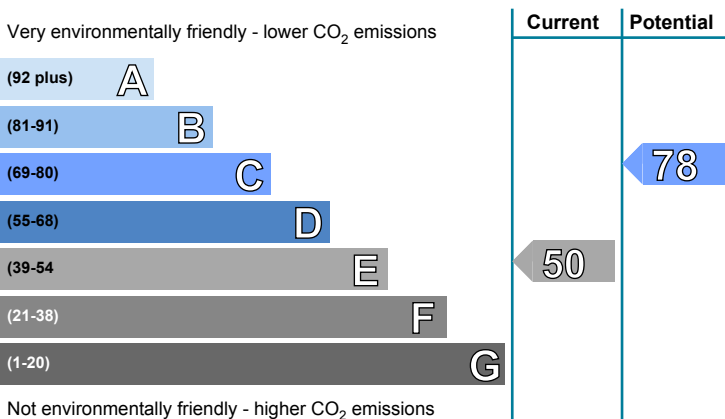 Current Potential
Very environmentally friendly - lower CO2 emissions
(92 plus) A
(81-91) B
(69-80) C
78
(55-68) D
(39-54 E
50
(21-38) F
(1-20) G
Not environmentally friendly - higher CO2 emissions